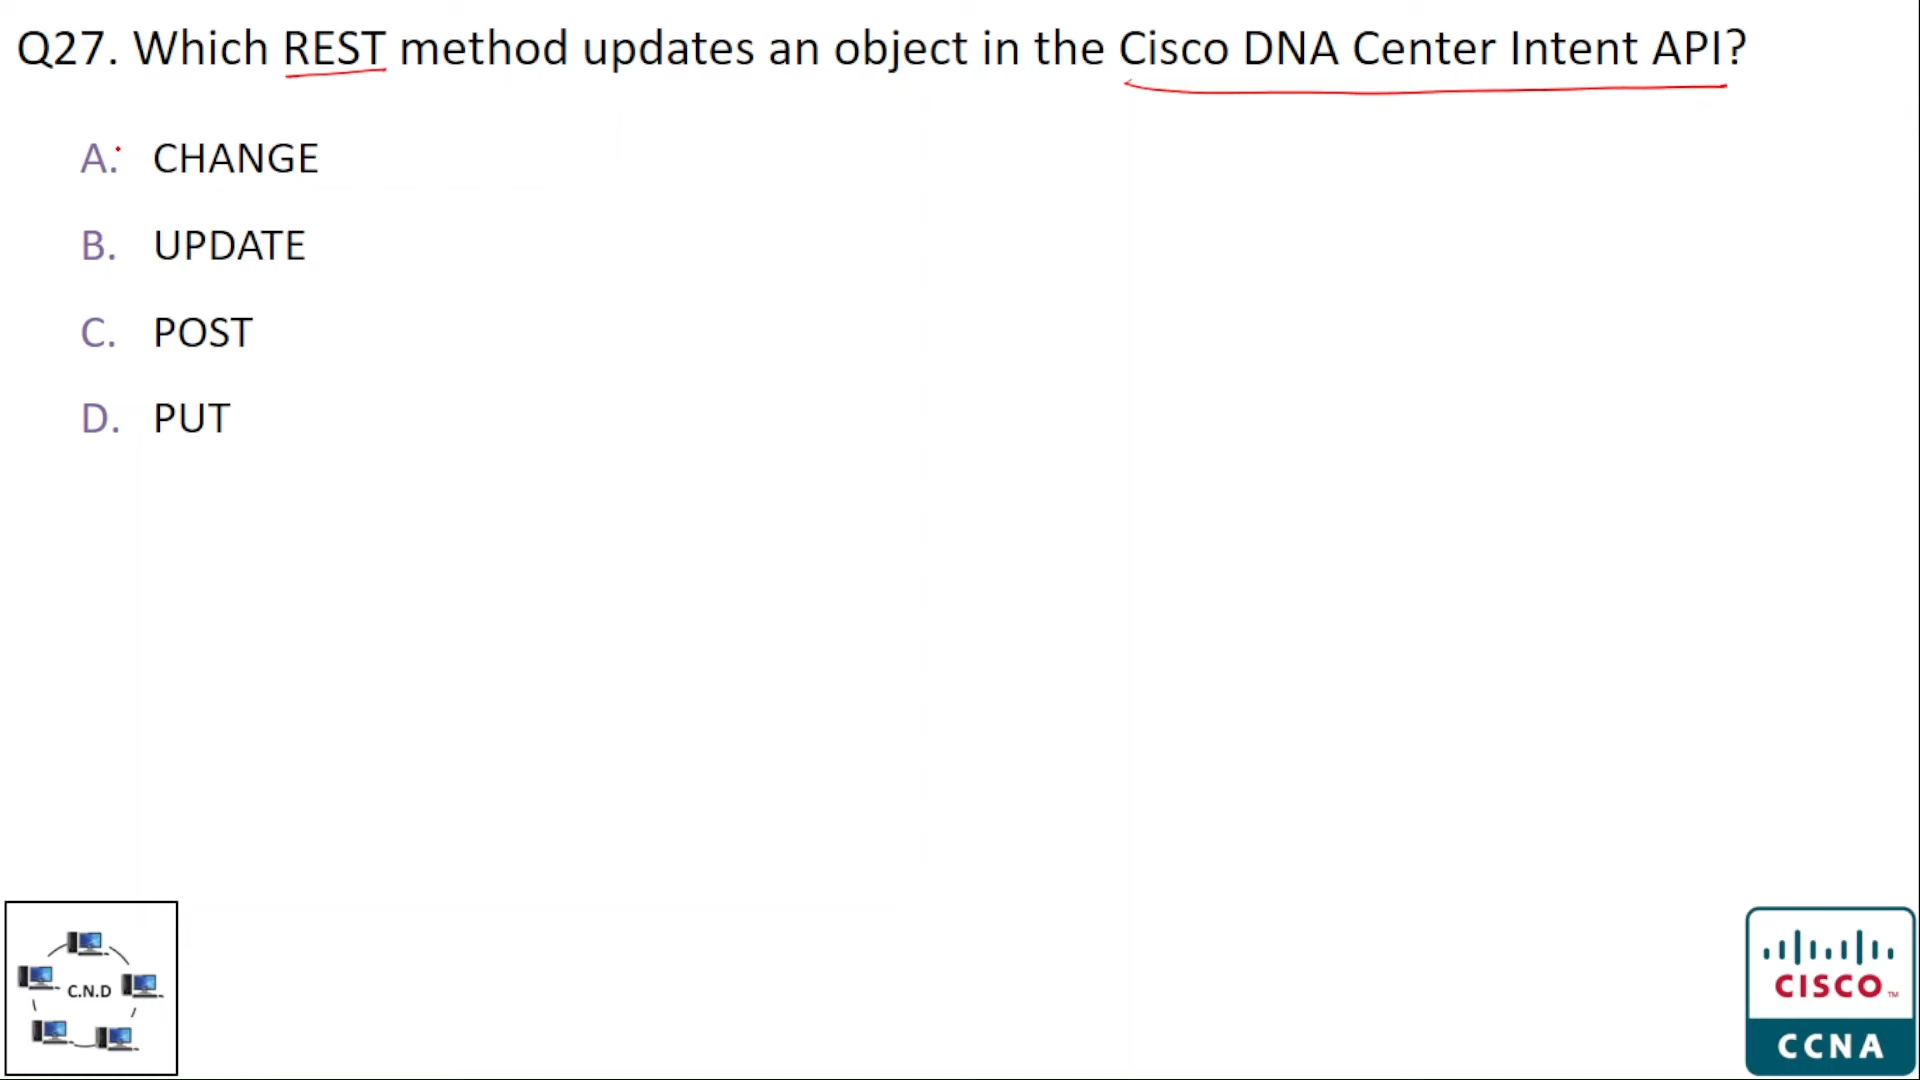 Q27. Which REST method updates an object in the Cisco DNA Center Intent API?
A. CHANGE
B. UPDATE
C. POST
D. PUT
C.N.D
CISCO™
CCNA